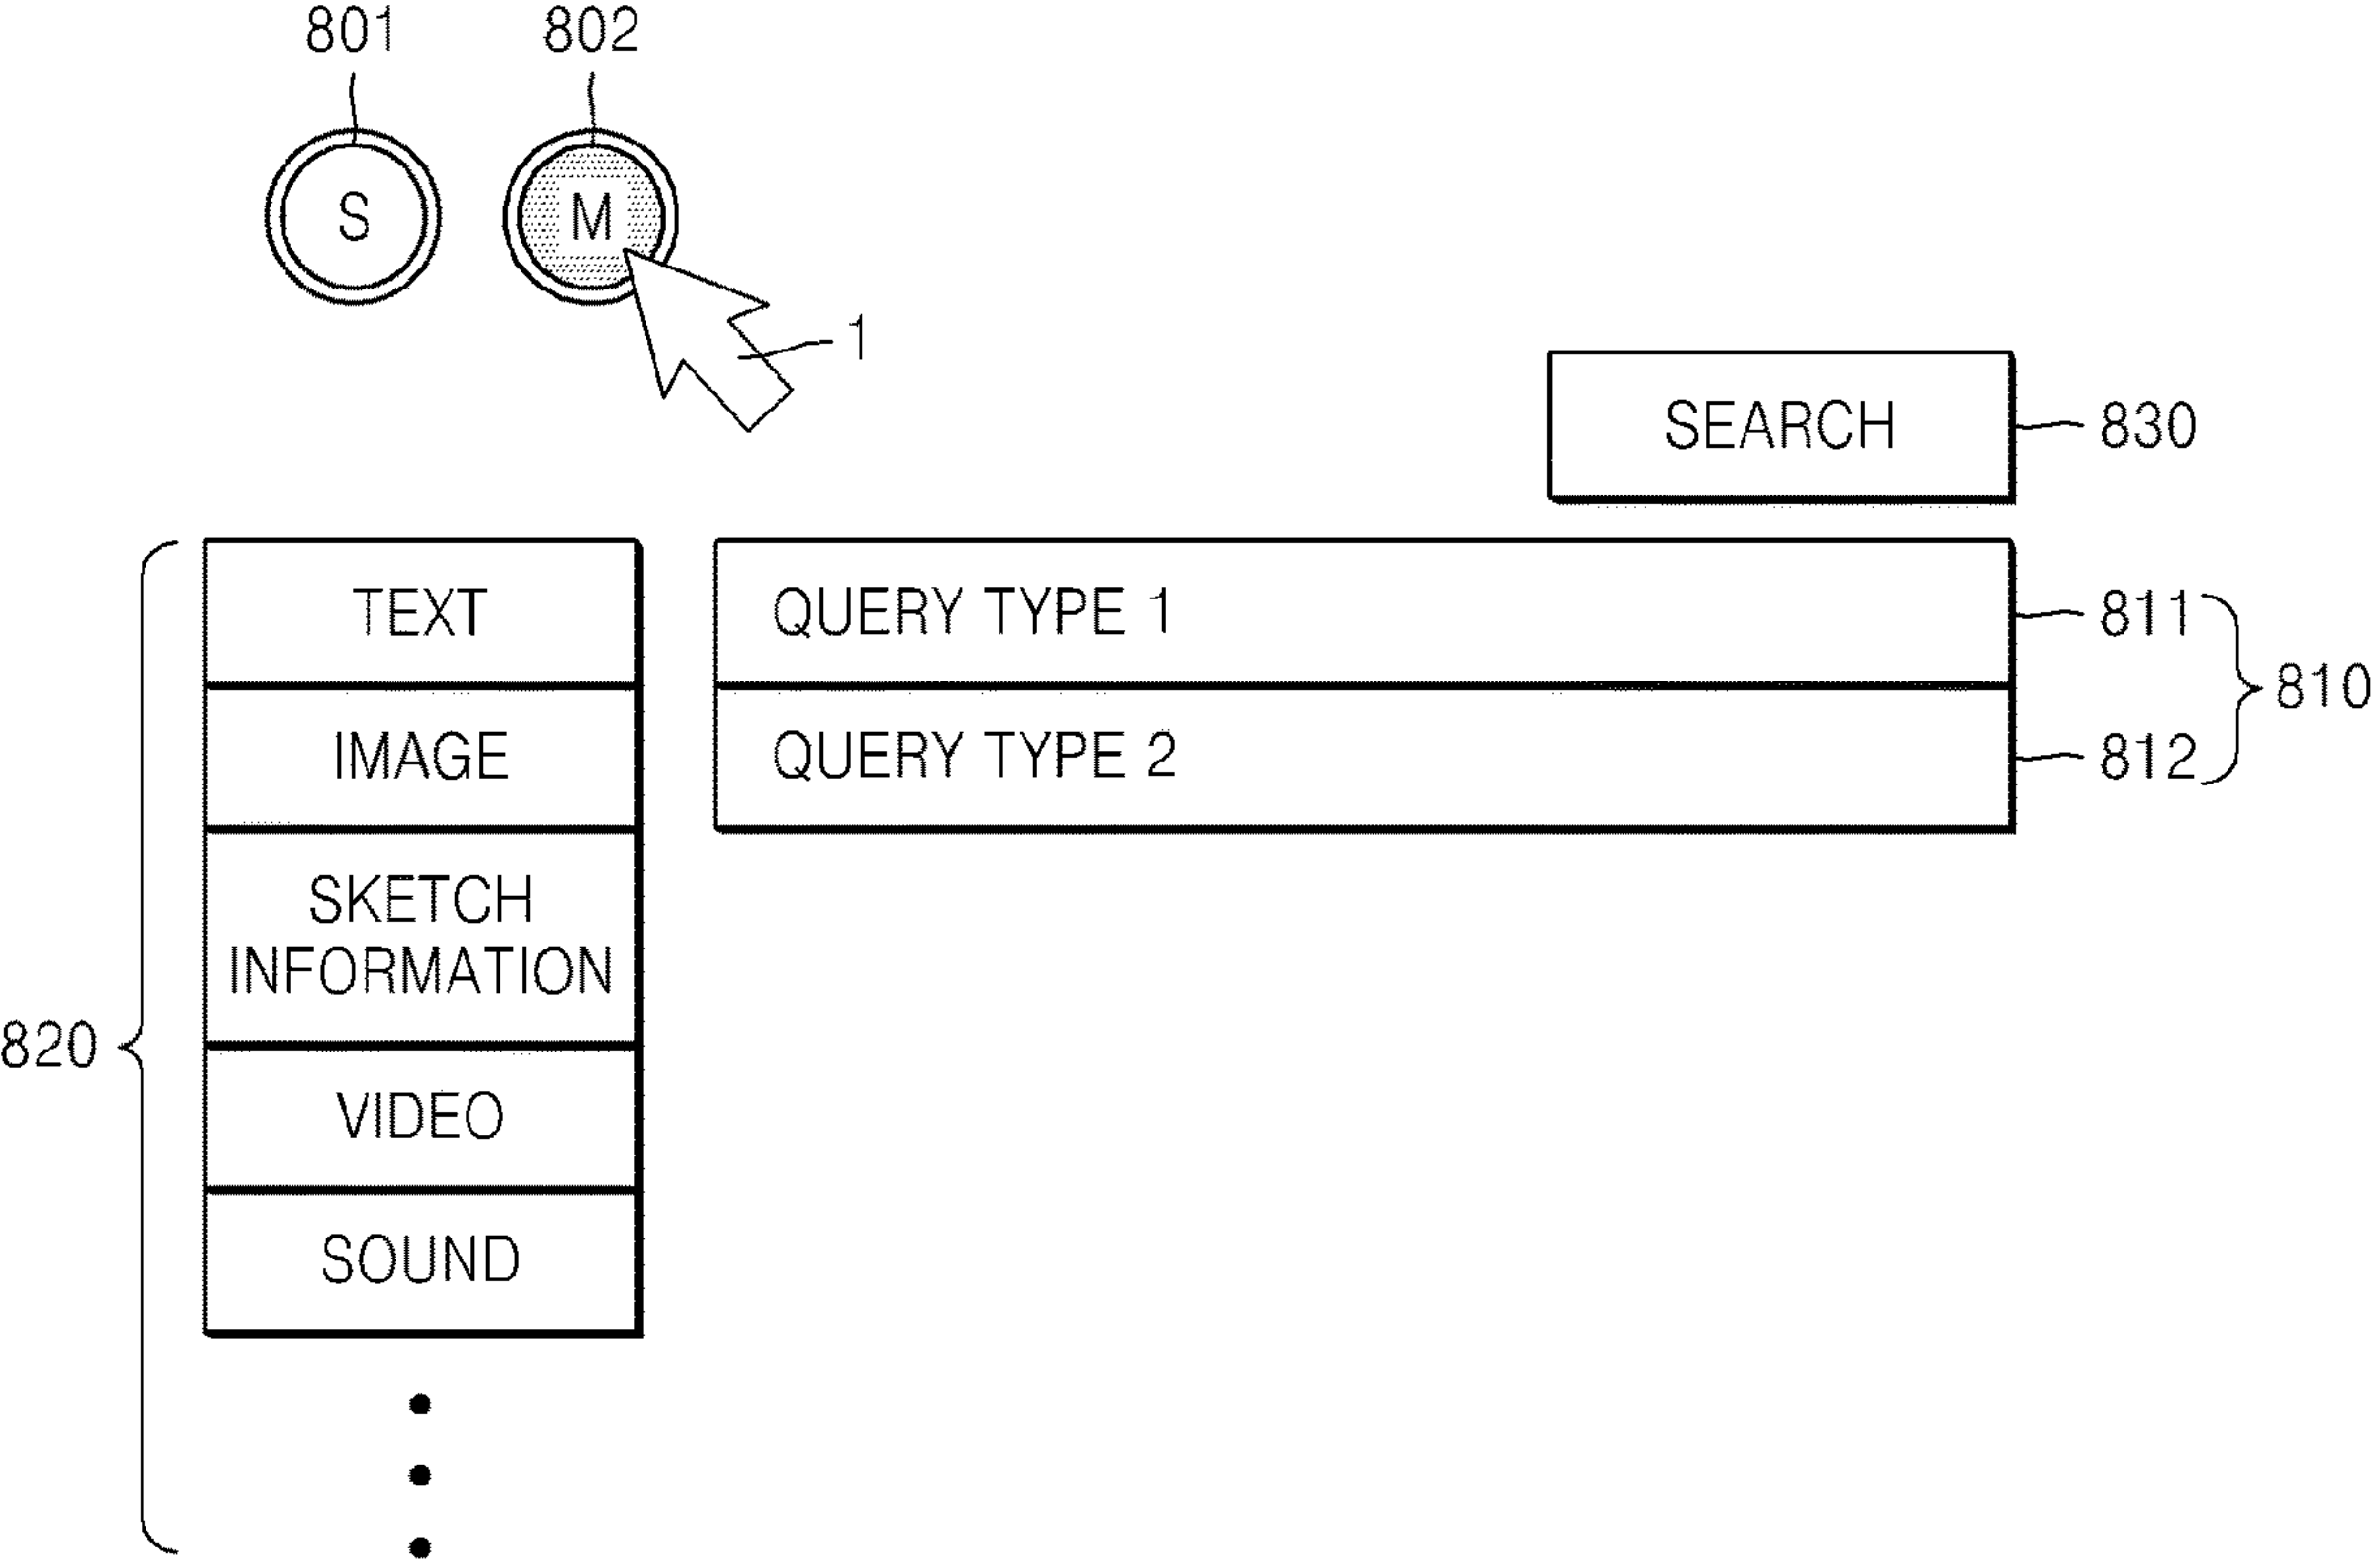 801 802
S M
1
SEARCH 830
TEXT QUERY TYPE 1 811
810
IMAGE QUERY TYPE 2 812
SKETCH
INFORMATION
820
VIDEO
SOUND